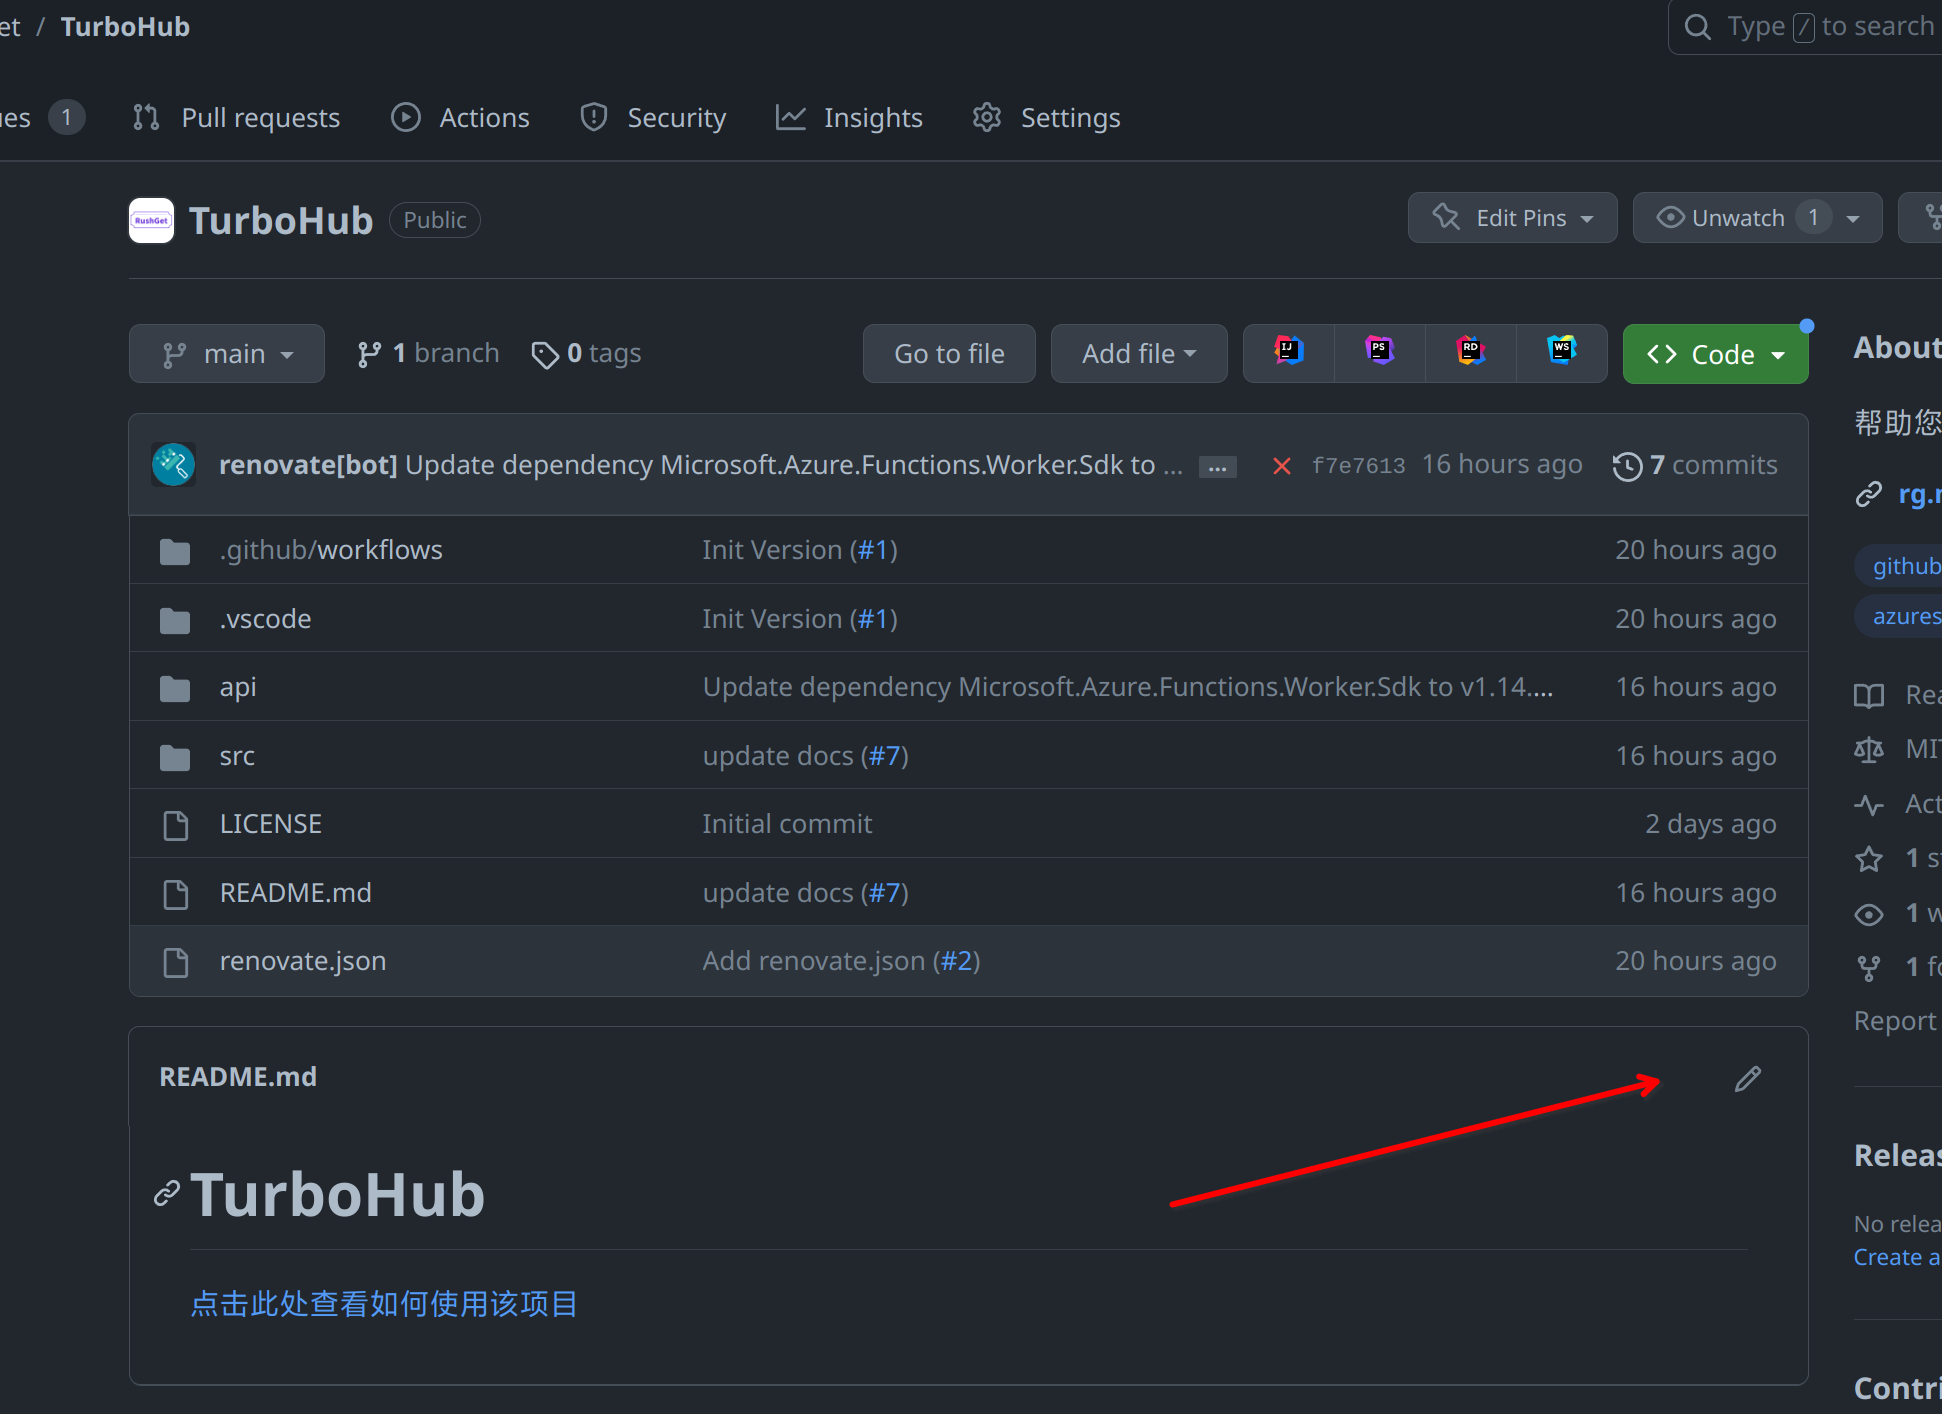 et / TurboHub
Type / to search
es 1 Pull requests Actions Security Insights Settings
RushGet TurboHub Public Edit Pins Unwatch 1
main 1 branch 0 tags Go to file Add file IJ PS RD WS <> Code
About
帮助您
renovate[bot] Update dependency Microsoft.Azure.Functions.Worker.Sdk to ... ... f7e7613 16 hours ago 7 commits
rg.
.github/workflows Init Version (#1) 20 hours ago
github
.vscode Init Version (#1) 20 hours ago
azures
api Update dependency Microsoft.Azure.Functions.Worker.Sdk to v1.14.... 16 hours ago
Rea
src update docs (#7) 16 hours ago
MIT
Act
LICENSE Initial commit 2 days ago
1 s
README.md update docs (#7) 16 hours ago
1 w
renovate.json Add renovate.json (#2) 20 hours ago
1 fo
Report
README.md
TurboHub
Releas
No relea
Create a
点击此处查看如何使用该项目
Contri